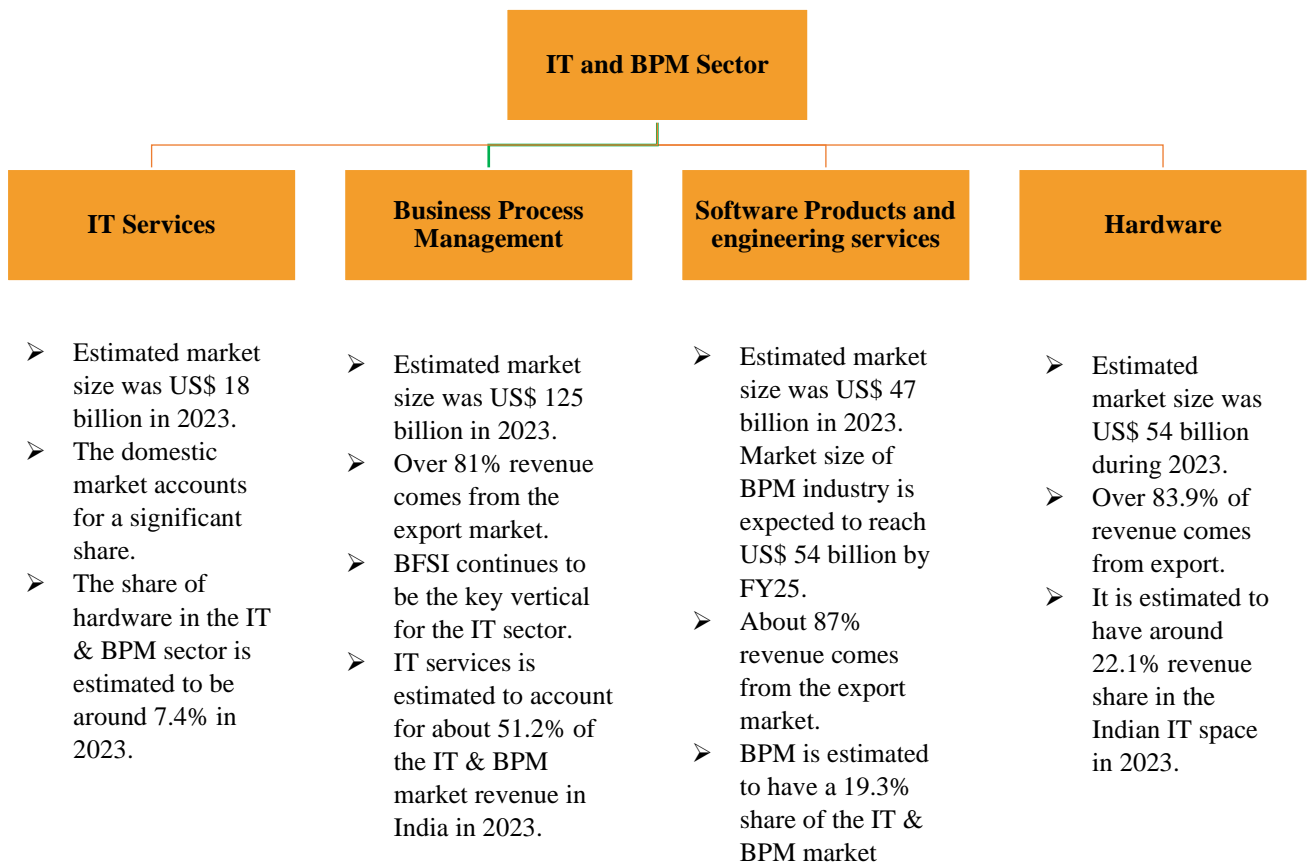 IT and BPM Sector
IT Services
Business Process
Management
Software Products and
engineering services
Hardware
➢ Estimated market
size was US$ 18
billion in 2023.
➢ The domestic
market accounts
for a significant
share.
➢ The share of
hardware in the IT
& BPM sector is
estimated to be
around 7.4% in
2023.
➢ Estimated market
size was US$ 125
billion in 2023.
➢ Over 81% revenue
comes from the
export market.
➢ BFSI continues to
be the key vertical
for the IT sector.
➢ IT services is
estimated to account
for about 51.2% of
the IT & BPM
market revenue in
India in 2023.
➢ Estimated market
size was US$ 47
billion in 2023.
Market size of
BPM industry is
expected to reach
US$ 54 billion by
FY25.
➢ About 87%
revenue comes
from the export
market.
➢ BPM is estimated
to have a 19.3%
share of the IT &
BPM market
➢ Estimated
market size was
US$ 54 billion
during 2023.
➢ Over 83.9% of
revenue comes
from export.
➢ It is estimated to
have around
22.1% revenue
share in the
Indian IT space
in 2023.